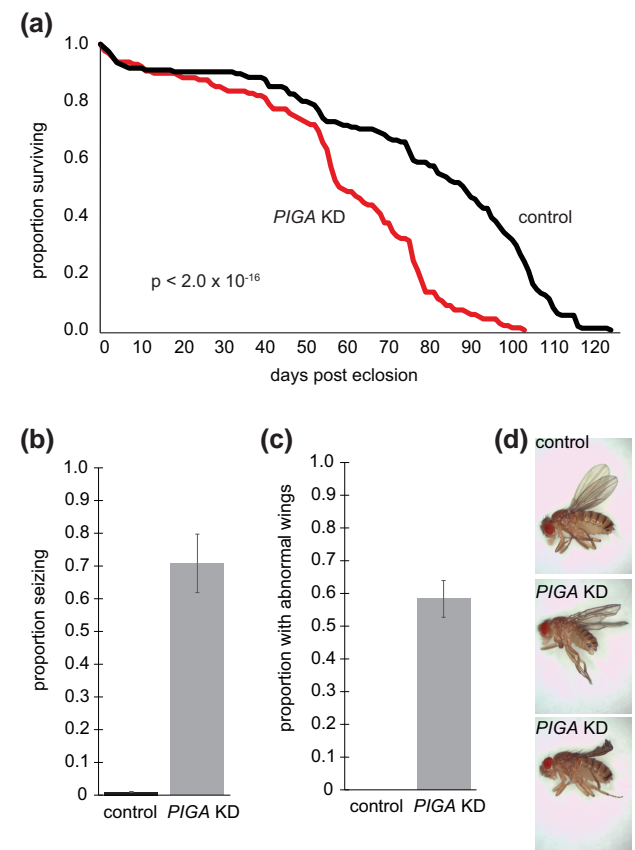 (a)
proportion surviving
1.0
0.8
0.6
0.4
0.2
0.0
PIGA KD
control
p < 2.0 x 10-16
0 10 20 30 40 50 60 70 80 90 100 110 120
days post eclosion
(b)
proportion seizing
1.0
0.9
0.8
0.7
0.6
0.5
0.4
0.3
0.2
0.1
0
control PIGA KD
(c)
proportion with abnormal wings
1.0
0.9
0.8
0.7
0.6
0.5
0.4
0.3
0.2
0.1
0
control PIGA KD
(d)
control
PIGA KD
PIGA KD